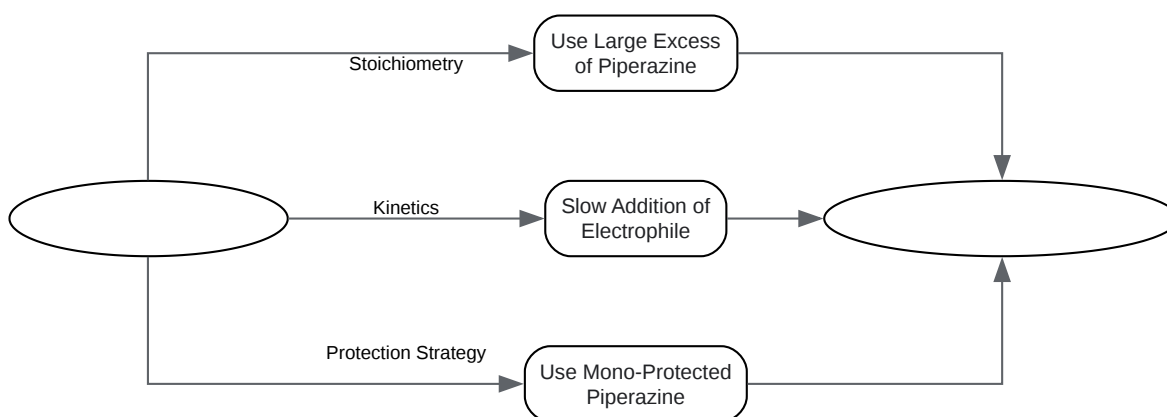 Use Large Excess
of Piperazine
Stoichiometry
Kinetics
Slow Addition of
Electrophile
Protection Strategy
Use Mono-Protected
Piperazine